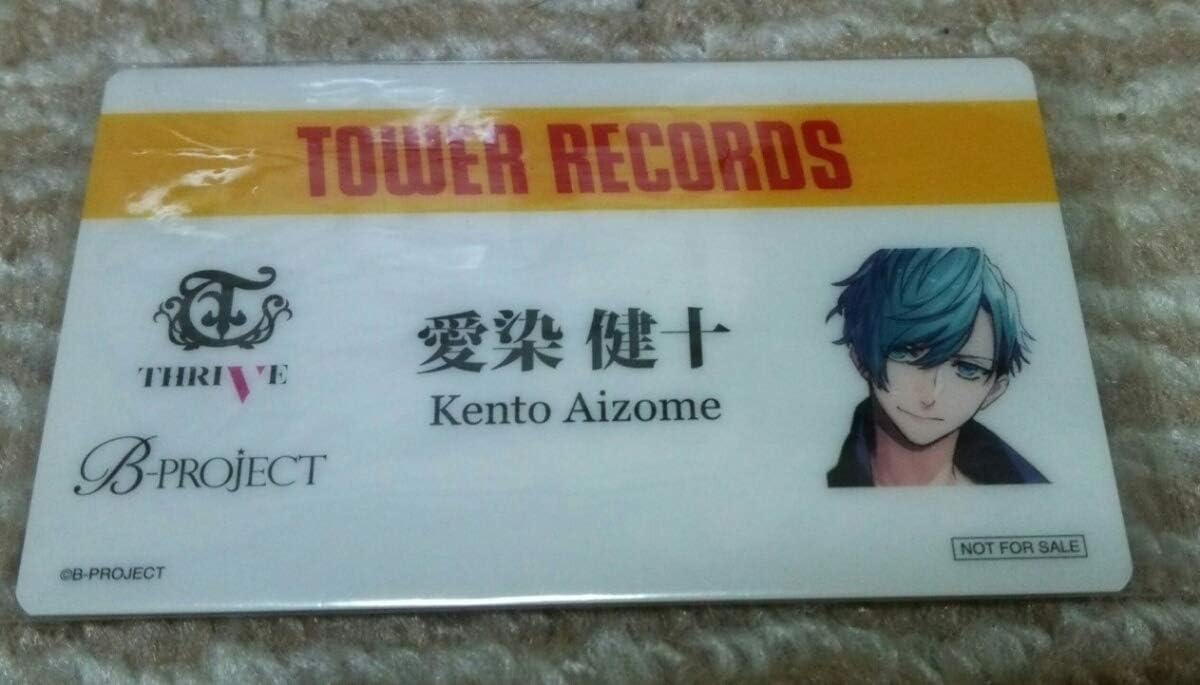 TOWER RECORDS
T
THRIVE
B-PROJECT
愛染 健十
Kento Aizome
©B-PROJECT
NOT FOR SALE